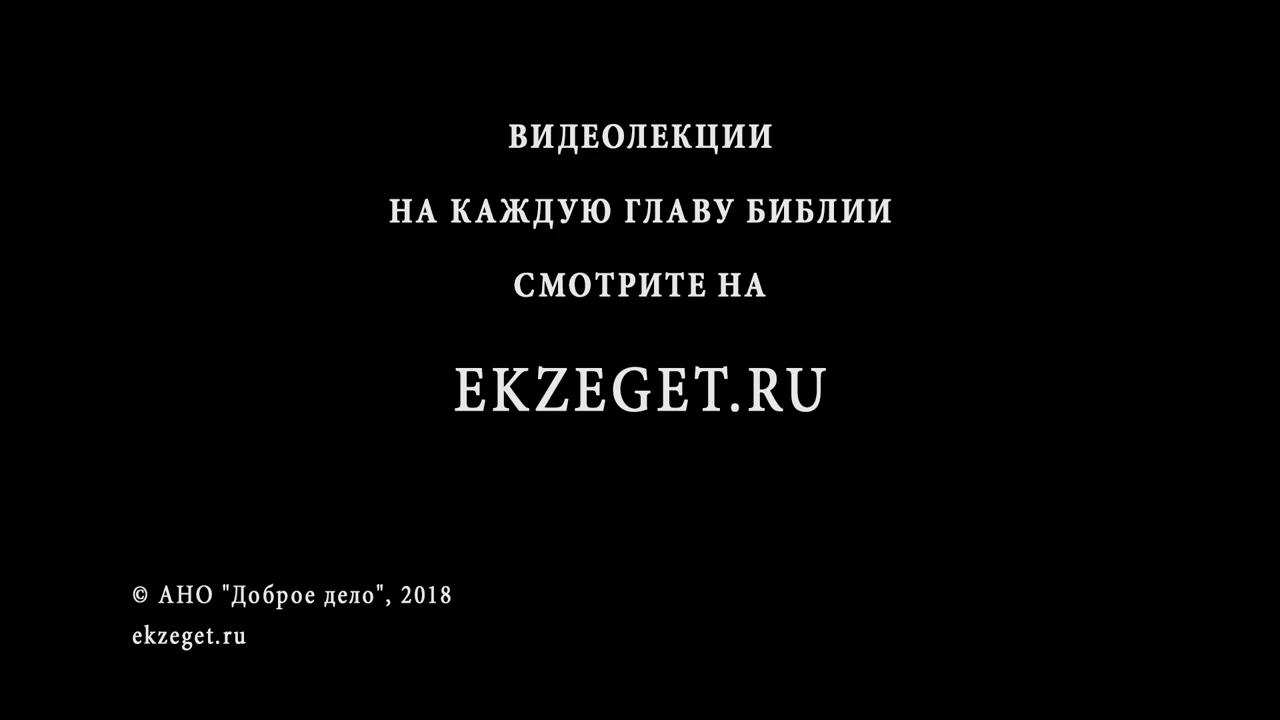 ВИДЕОЛЕКЦИИ
НА КАЖДУЮ ГЛАВУ БИБЛИИ
СМОТРИТЕ НА
EKZEGET.RU
© АНО "Доброе дело", 2018
ekzeget.ru